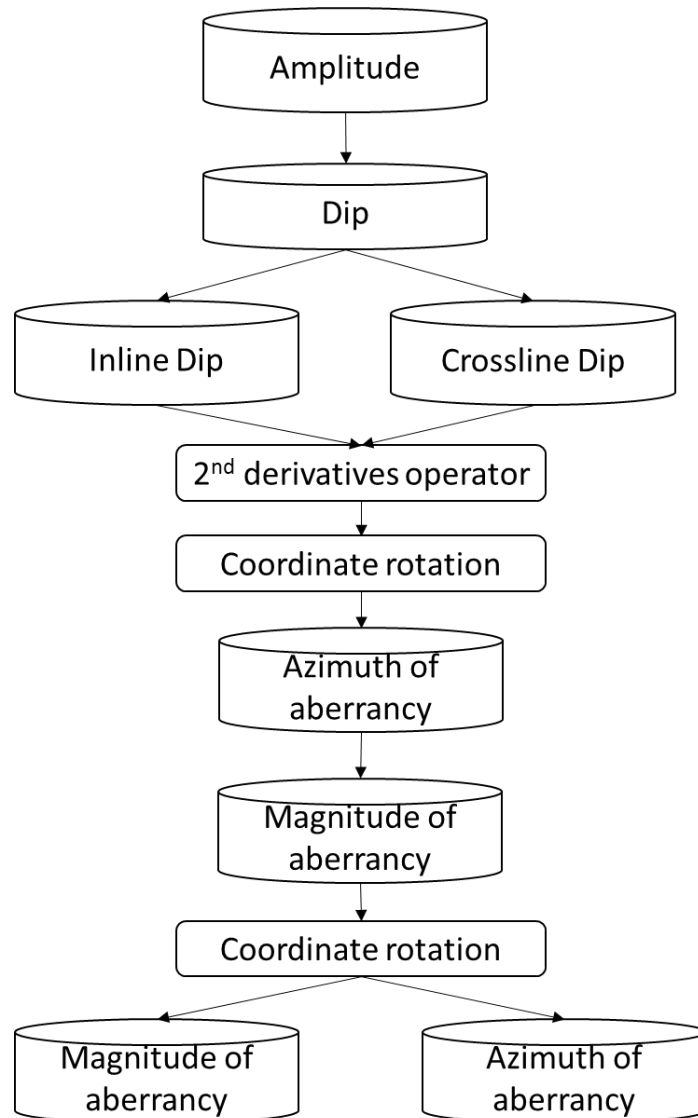 Amplitude
Dip
Inline Dip
Crossline Dip
2nd derivatives operator
Coordinate rotation
Azimuth of
aberrancy
Magnitude of
aberrancy
Coordinate rotation
Magnitude of
aberrancy
Azimuth of
aberrancy